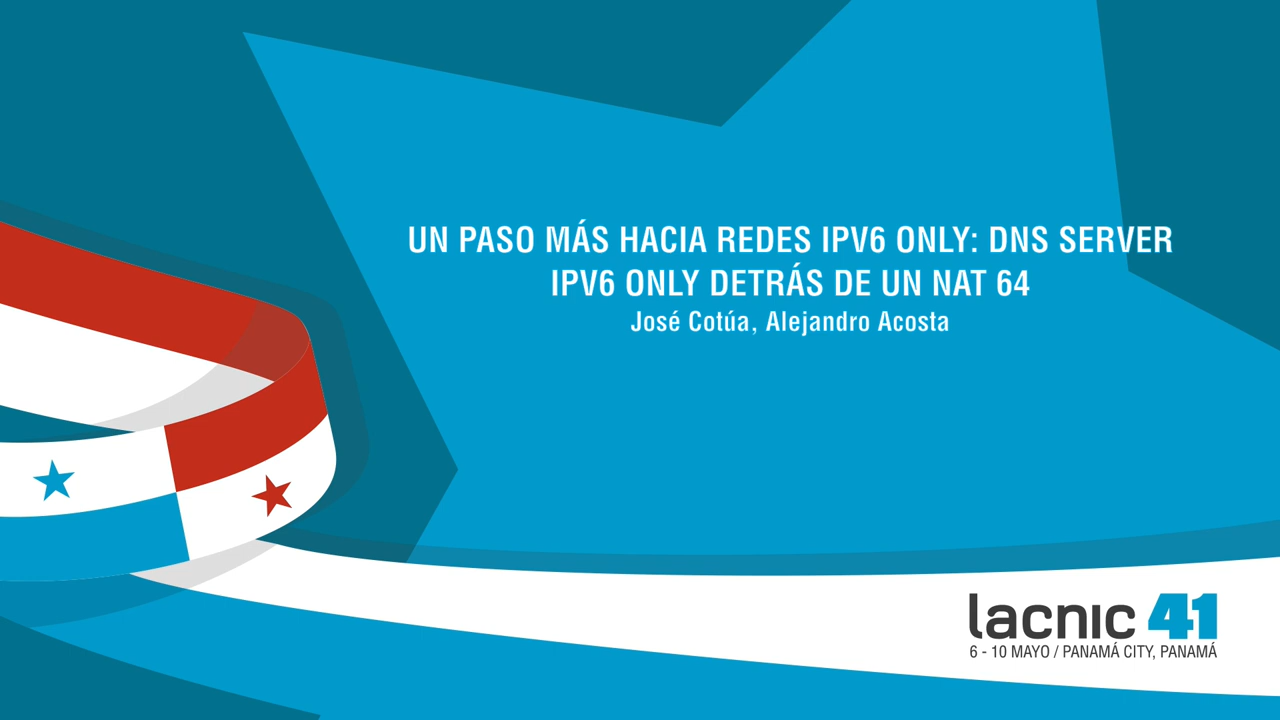 UN PASO MÁS HACIA REDES IPV6 ONLY: DNS SERVER
IPV6 ONLY DETRÁS DE UN NAT 64
José Cotúa, Alejandro Acosta
lacnic 41
6 - 10 MAYO / PANAMÁ CITY, PANAMÁ